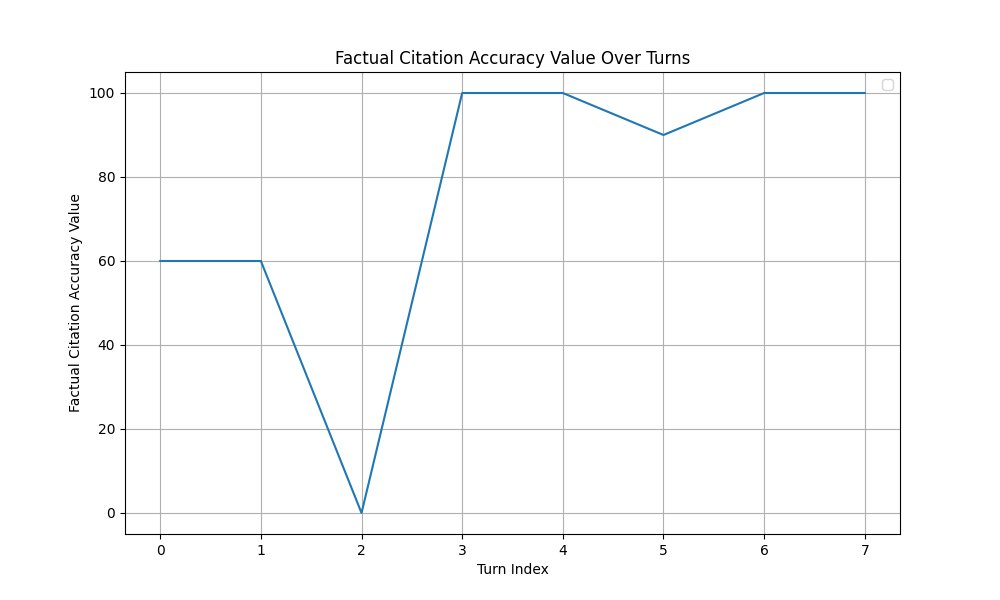 Factual Citation Accuracy Value Over Turns
100
80
60
40
20
0
Factual Citation Accuracy Value
0 1 2 3 4 5 6 7
Turn Index